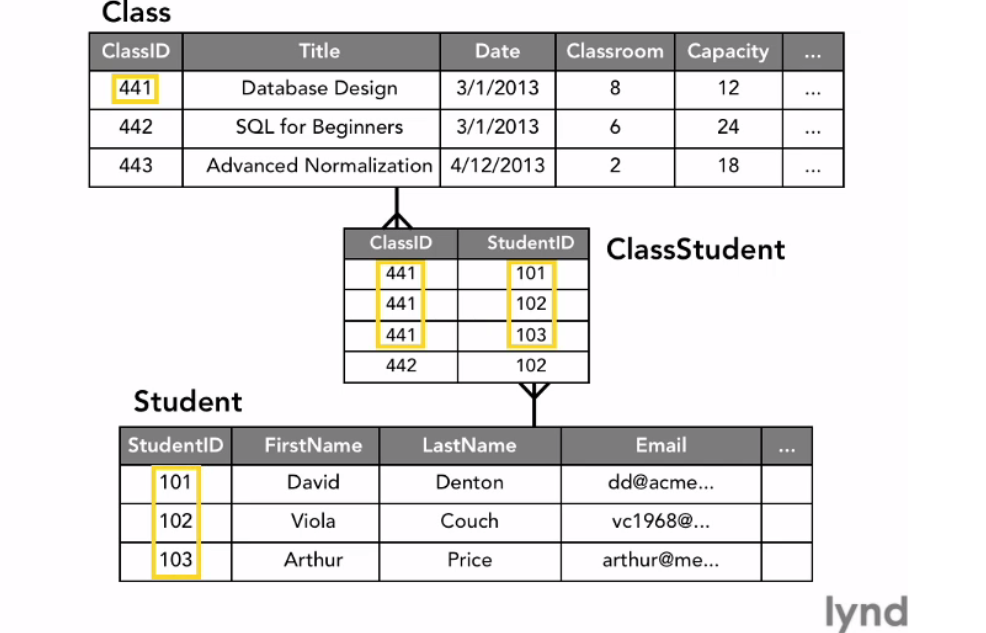 Class
ClassID Title Date Classroom Capacity ...
441 Database Design 3/1/2013 8 12 ...
442 SQL for Beginners 3/1/2013 6 24 ...
443 Advanced Normalization 4/12/2013 2 18 ...
ClassID StudentID
ClassStudent
441 101
441 102
441 103
442 102
Student
StudentID FirstName LastName Email ...
101 David Denton dd@acme...
102 Viola Couch vc1968@...
103 Arthur Price arthur@me...
lynd